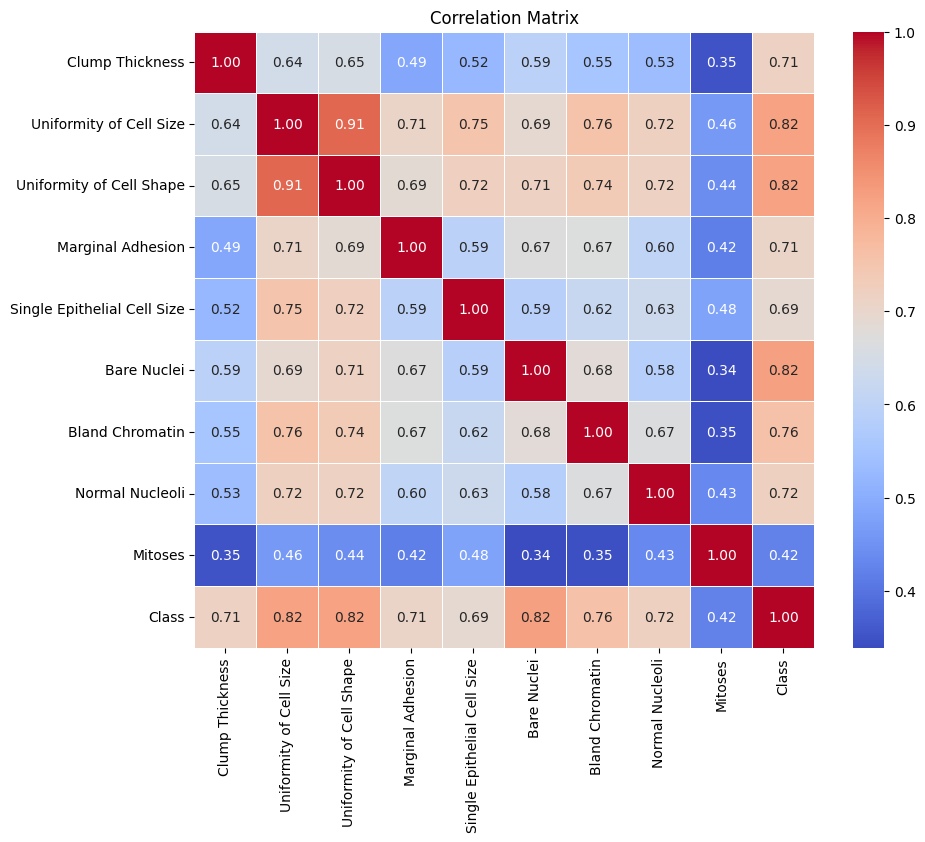 Correlation Matrix
Clump Thickness 1.00 0.64 0.65 0.49 0.52 0.59 0.55 0.53 0.35 0.71
Uniformity of Cell Size 0.64 1.00 0.91 0.71 0.75 0.69 0.76 0.72 0.46 0.82
Uniformity of Cell Shape 0.65 0.91 1.00 0.69 0.72 0.71 0.74 0.72 0.44 0.82
Marginal Adhesion 0.49 0.71 0.69 1.00 0.59 0.67 0.67 0.60 0.42 0.71
Single Epithelial Cell Size 0.52 0.75 0.72 0.59 1.00 0.59 0.62 0.63 0.48 0.69
Bare Nuclei 0.59 0.69 0.71 0.67 0.59 1.00 0.68 0.58 0.34 0.82
Bland Chromatin 0.55 0.76 0.74 0.67 0.62 0.68 1.00 0.67 0.35 0.76
Normal Nucleoli 0.53 0.72 0.72 0.60 0.63 0.58 0.67 1.00 0.43 0.72
Mitoses 0.35 0.46 0.44 0.42 0.48 0.34 0.35 0.43 1.00 0.42
Class 0.71 0.82 0.82 0.71 0.69 0.82 0.76 0.72 0.42 1.00
Clump Thickness
Uniformity of Cell Size
Uniformity of Cell Shape
Marginal Adhesion
Single Epithelial Cell Size
Bare Nuclei
Bland Chromatin
Normal Nucleoli
Mitoses
Class
1.0
0.9
0.8
0.7
0.6
0.5
0.4